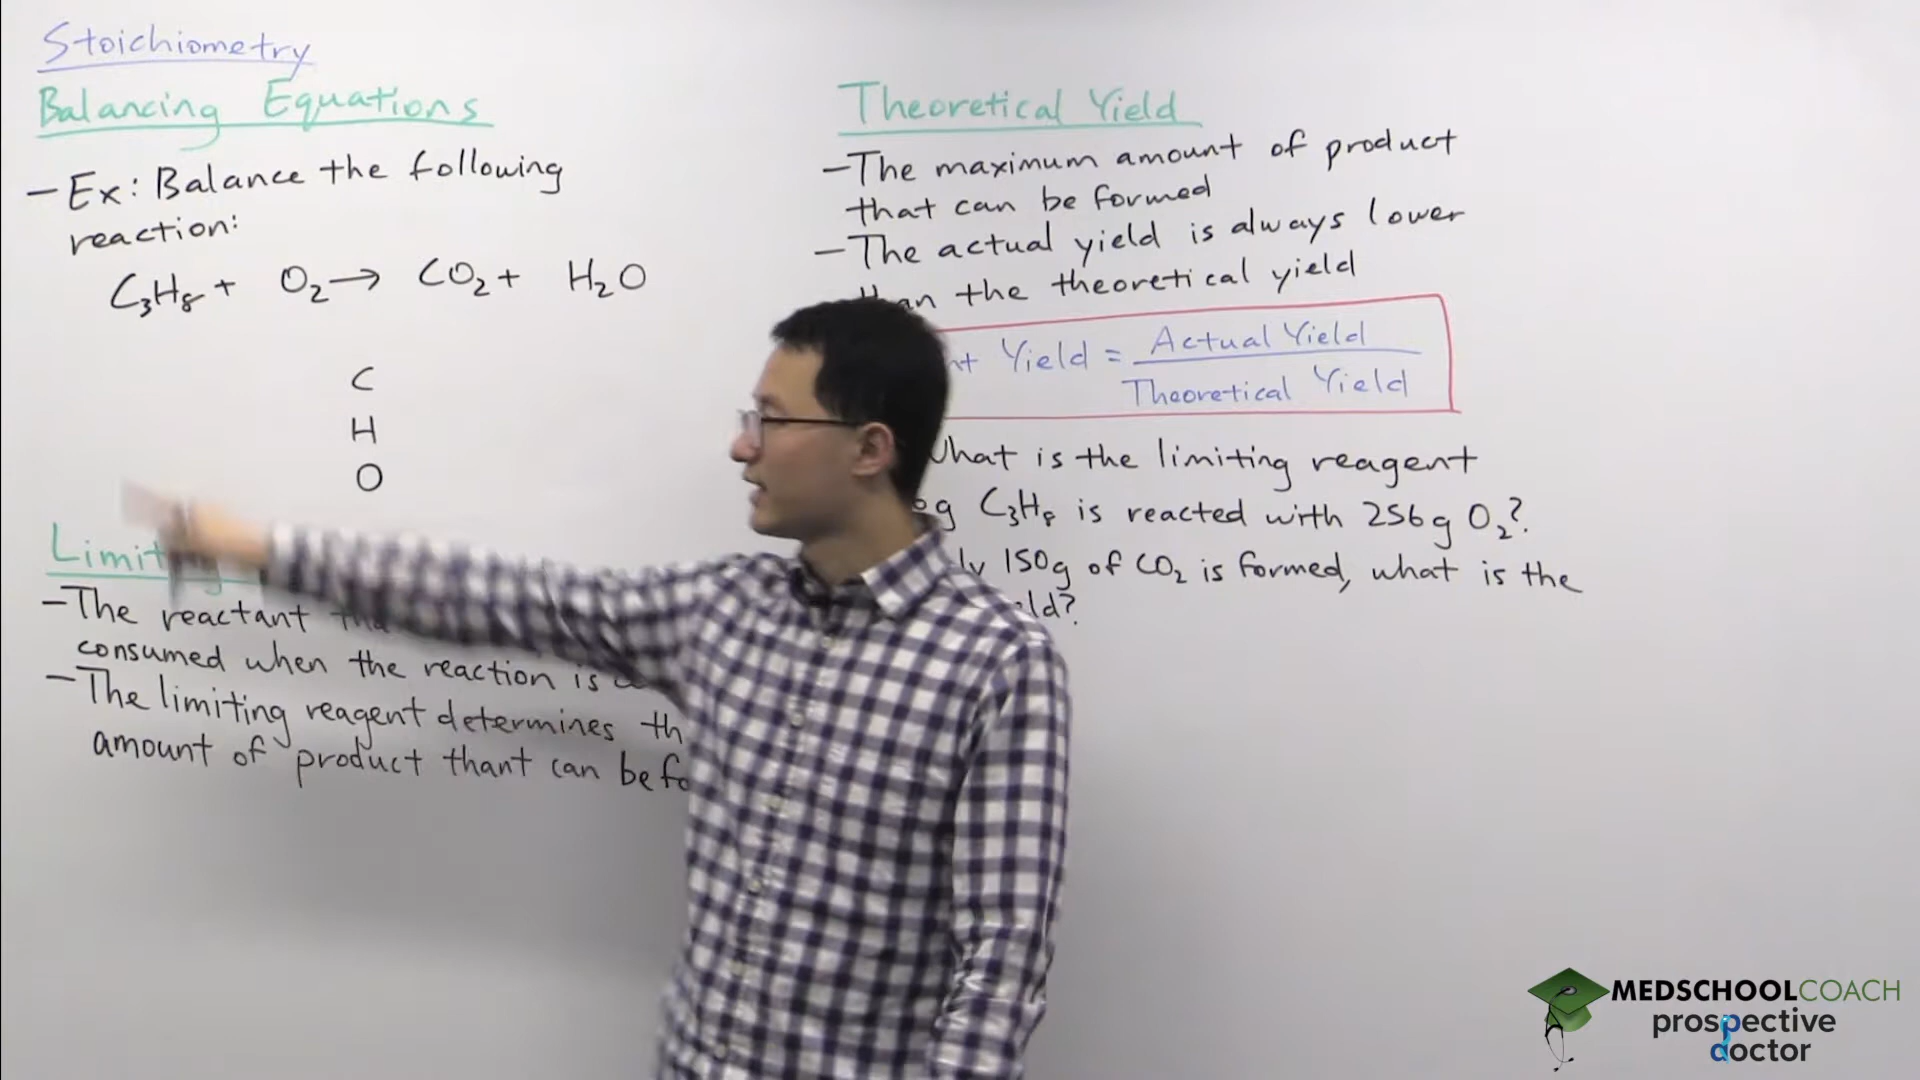 Stoichiometry
Balancing Equations
- Ex: Balance the following
reaction:
C₃H₈ + O₂ → CO₂ + H₂O
C
H
O
Limiting
- The reactant
consumed when the reaction is
- The limiting reagent determines th
amount of product thant can be fo
Theoretical Yield
- The maximum amount of product
that can be formed
- The actual yield is always lower
than the theoretical yield
nt Yield = Actual Yield
Theoretical Yield
What is the limiting reagent
g C₃H₈ is reacted with 256g O₂?
ly 150g of CO₂ is formed, what is the
ld?
MEDSCHOOLCOACH
prospective
doctor